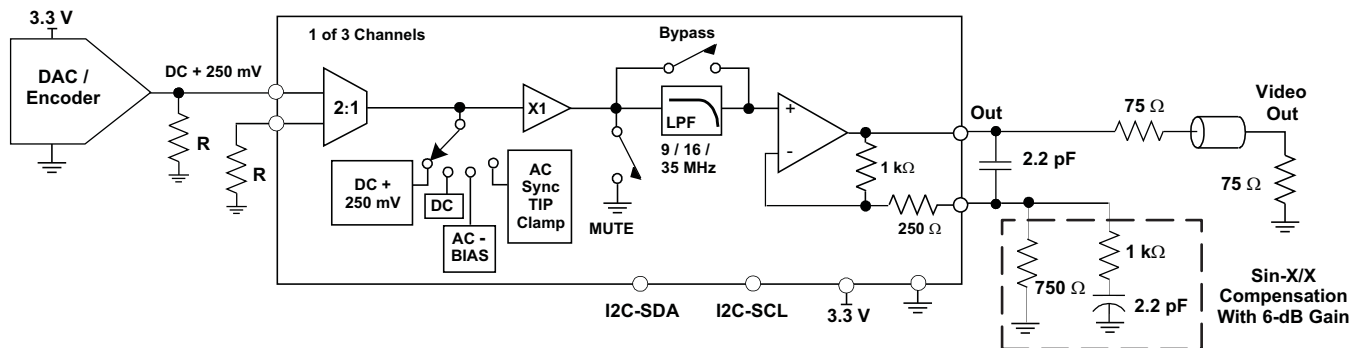 3.3 V
DAC /
Encoder
DC + 250 mV
R
R
1 of 3 Channels
2:1
X1
Bypass
LPF
9 / 16 /
35 MHz
DC +
250 mV
DC
AC -
BIAS
AC
Sync
TIP
Clamp
MUTE
+
-
1 kΩ
250 Ω
Out
2.2 pF
75 Ω
Video
Out
75 Ω
750 Ω
1 kΩ
2.2 pF
Sin-X/X
Compensation
With 6-dB Gain
I2C-SDA
I2C-SCL
3.3 V